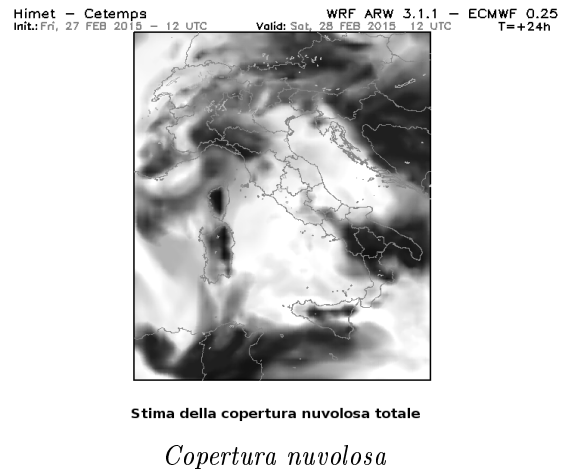 Himet – Cetemps WRF ARW 3.1.1 – ECMWF 0.25
Init.: Fri, 27 FEB 2015 – 12 UTC Valid: Sat, 28 FEB 2015 12 UTC T=+24h
Stima della copertura nuvolosa totale
Copertura nuvolosa